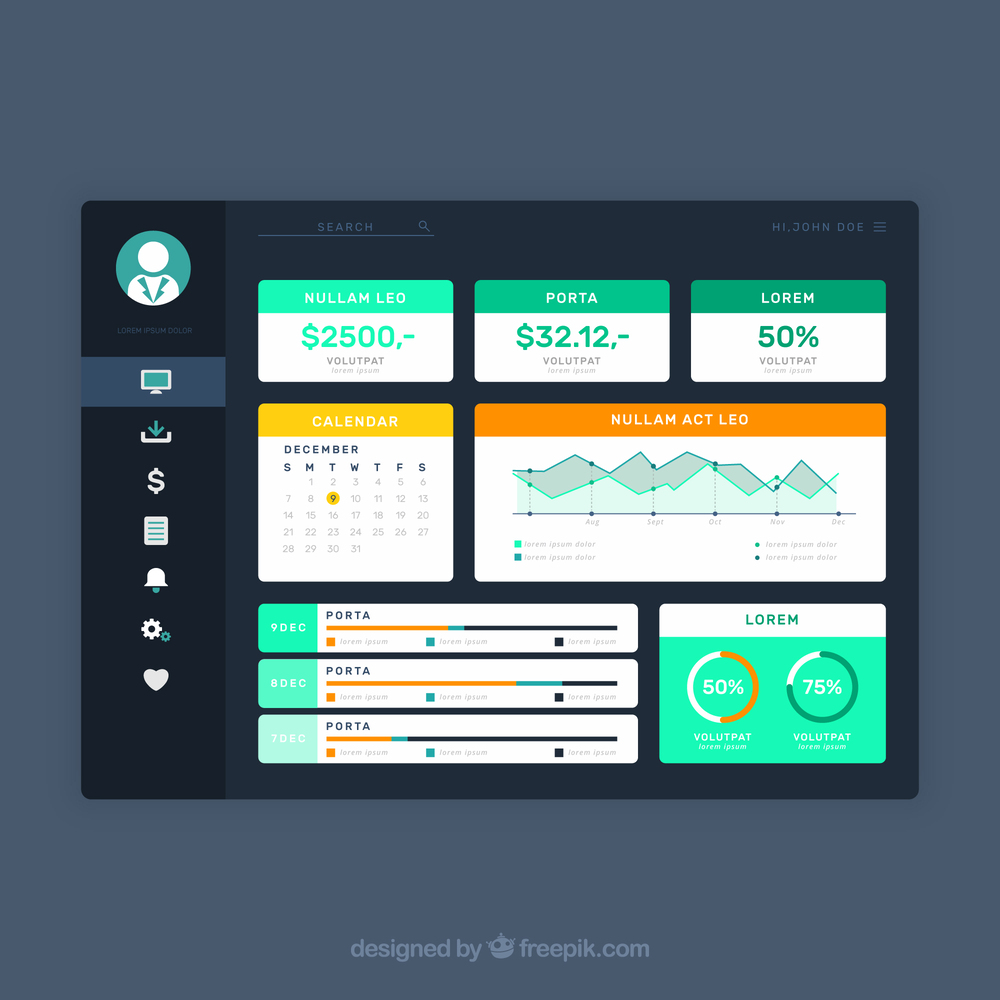 SEARCH
HI,JOHN DOE
LOREM IPSUM DOLOR
NULLAM LEO
$2500,-
VOLUTPAT
lorem ipsum
PORTA
$32.12,-
VOLUTPAT
lorem ipsum
LOREM
50%
VOLUTPAT
lorem ipsum
$
CALENDAR
DECEMBER
S M T W T F S
1 2 3 4 5 6
7 8 9 10 11 12 13
14 15 16 17 18 19 20
21 22 23 24 25 26 27
28 29 30 31
NULLAM ACT LEO
Aug Sept Oct Nov Dec
lorem ipsum dolor lorem ipsum dolor
lorem ipsum dolor lorem ipsum dolor
9DEC
PORTA
lorem ipsum lorem ipsum lorem ipsum
8DEC
PORTA
lorem ipsum lorem ipsum lorem ipsum
7DEC
PORTA
lorem ipsum lorem ipsum lorem ipsum
LOREM
50% 75%
VOLUTPAT VOLUTPAT
lorem ipsum lorem ipsum
designed by freepik.com